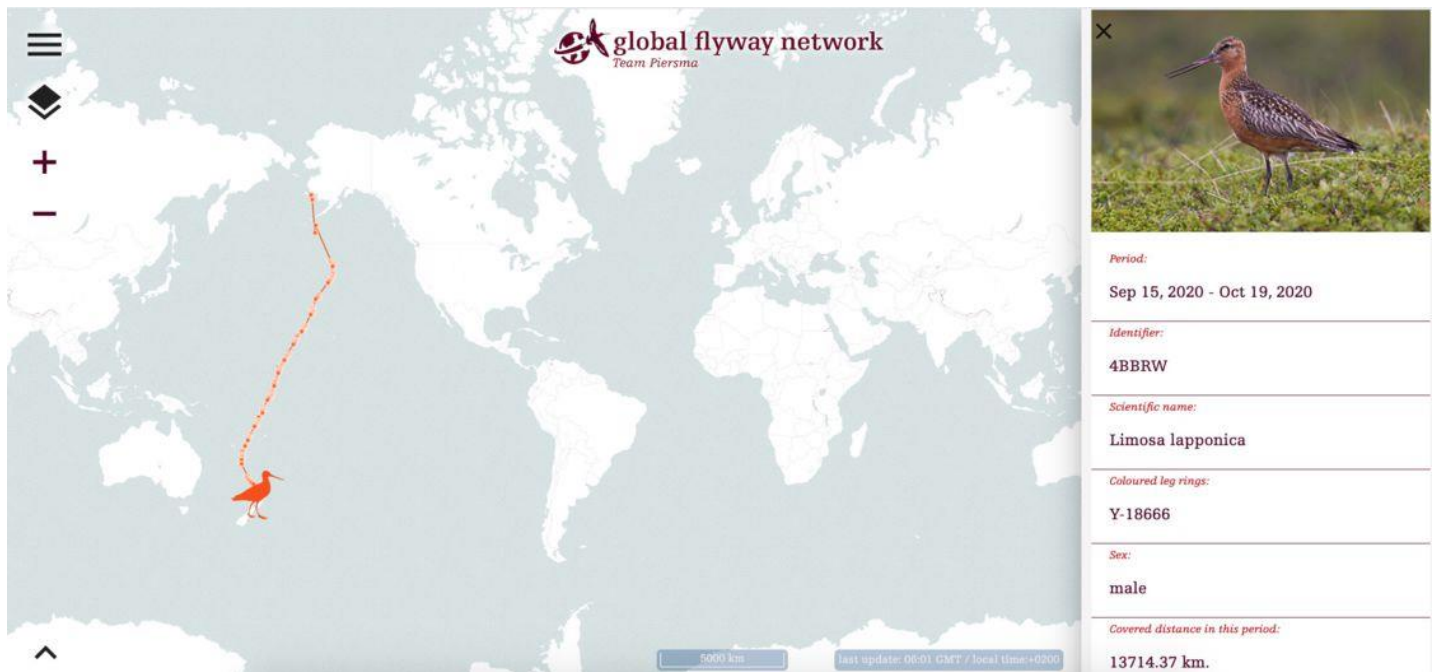 global flyway network
Team Piersma
Period:
Sep 15, 2020 - Oct 19, 2020
Identifier:
4BBRW
Scientific name:
Limosa lapponica
Coloured leg rings:
Y-18666
Sex:
male
Covered distance in this period:
13714.37 km.
5000 km
last update: 06:01 GMT / local time:+0200